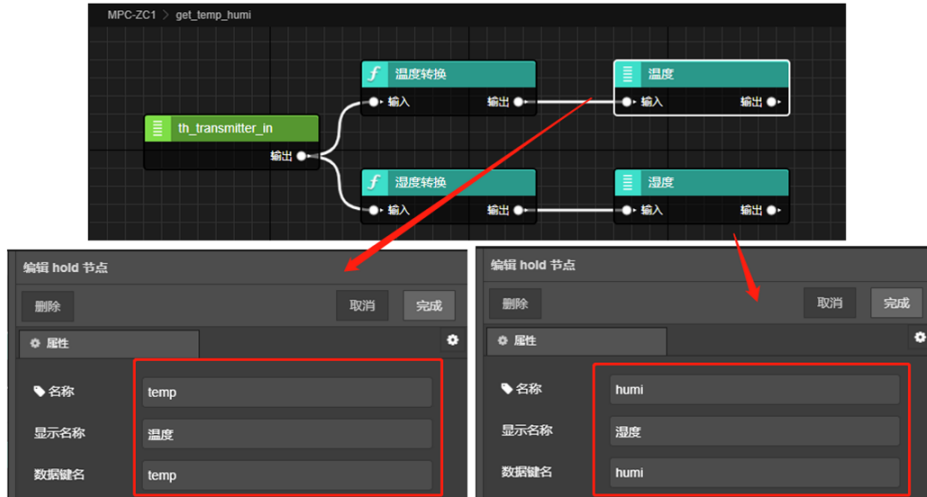 MPC-ZC1 > get_temp_humi
f 温度转换
温度
输入 输出
输入 输出
th_transmitter_in
输出
f 湿度转换
湿度
输入 输出
输入 输出
编辑 hold 节点
删除 取消 完成
属性
名称 temp
显示名称 温度
数据键名 temp
编辑 hold 节点
删除 取消 完成
属性
名称 humi
显示名称 湿度
数据键名 humi